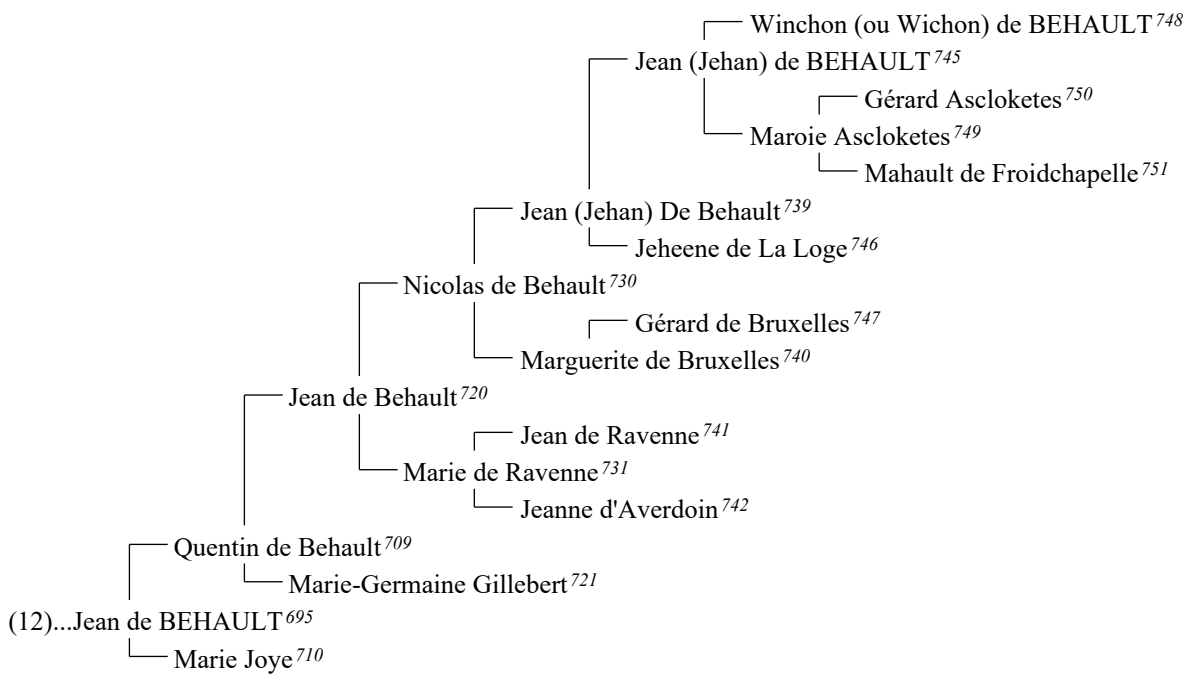 Winchon (ou Wichon) de BEHAULT 748
Jean (Jehan) de BEHAULT 745
Gérard Ascloketes 750
Maroie Ascloketes 749
Mahault de Froidchapelle 751
Jean (Jehan) De Behault 739
Jeheene de La Loge 746
Nicolas de Behault 730
Gérard de Bruxelles 747
Marguerite de Bruxelles 740
Jean de Behault 720
Jean de Ravenne 741
Marie de Ravenne 731
Jeanne d'Averdoin 742
Quentin de Behault 709
Marie-Germaine Gillebert 721
(12)...Jean de BEHAULT 695
Marie Joye 710